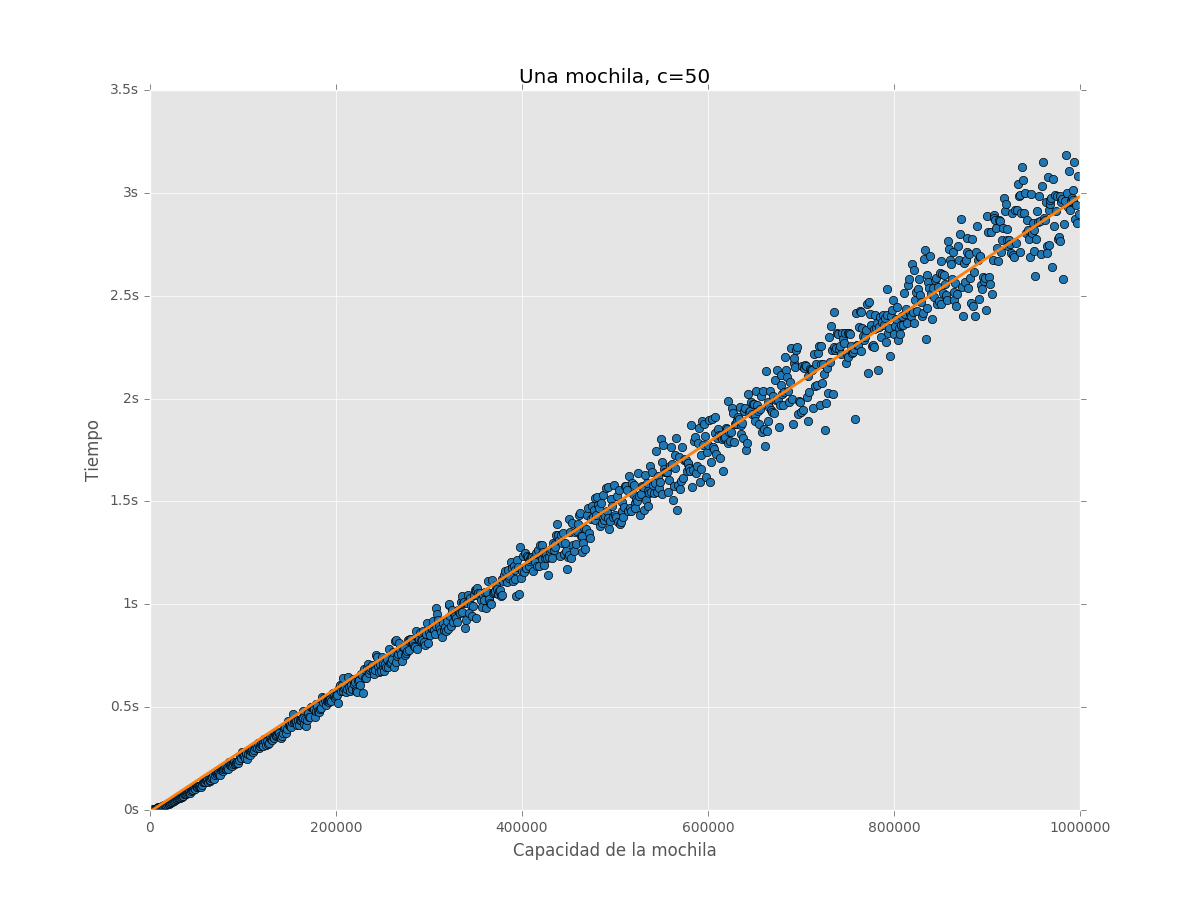 Una mochila, c=50
3.5s
3s
2.5s
2s
1.5s
1s
0.5s
0s
Tiempo
0 200000 400000 600000 800000 1000000
Capacidad de la mochila